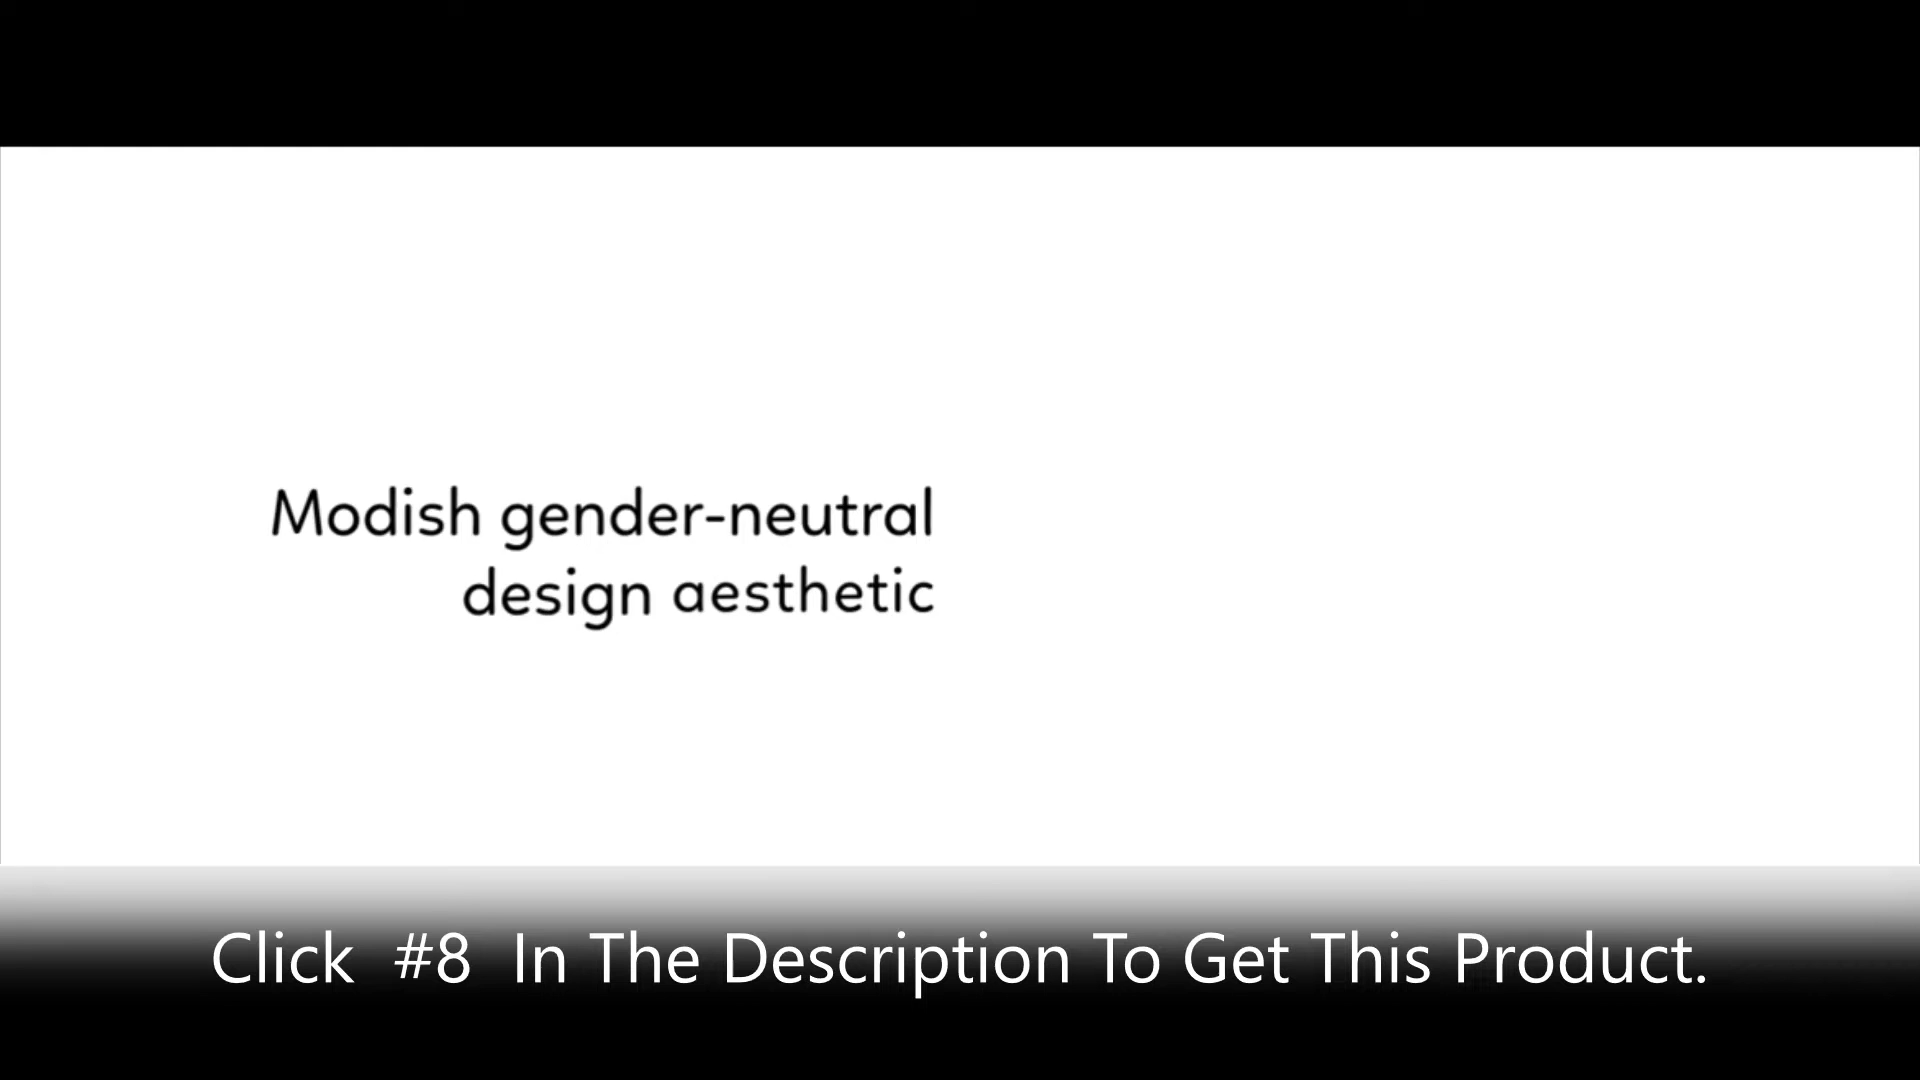 Modish gender-neutral
design aesthetic
Click #8 In The Description To Get This Product.